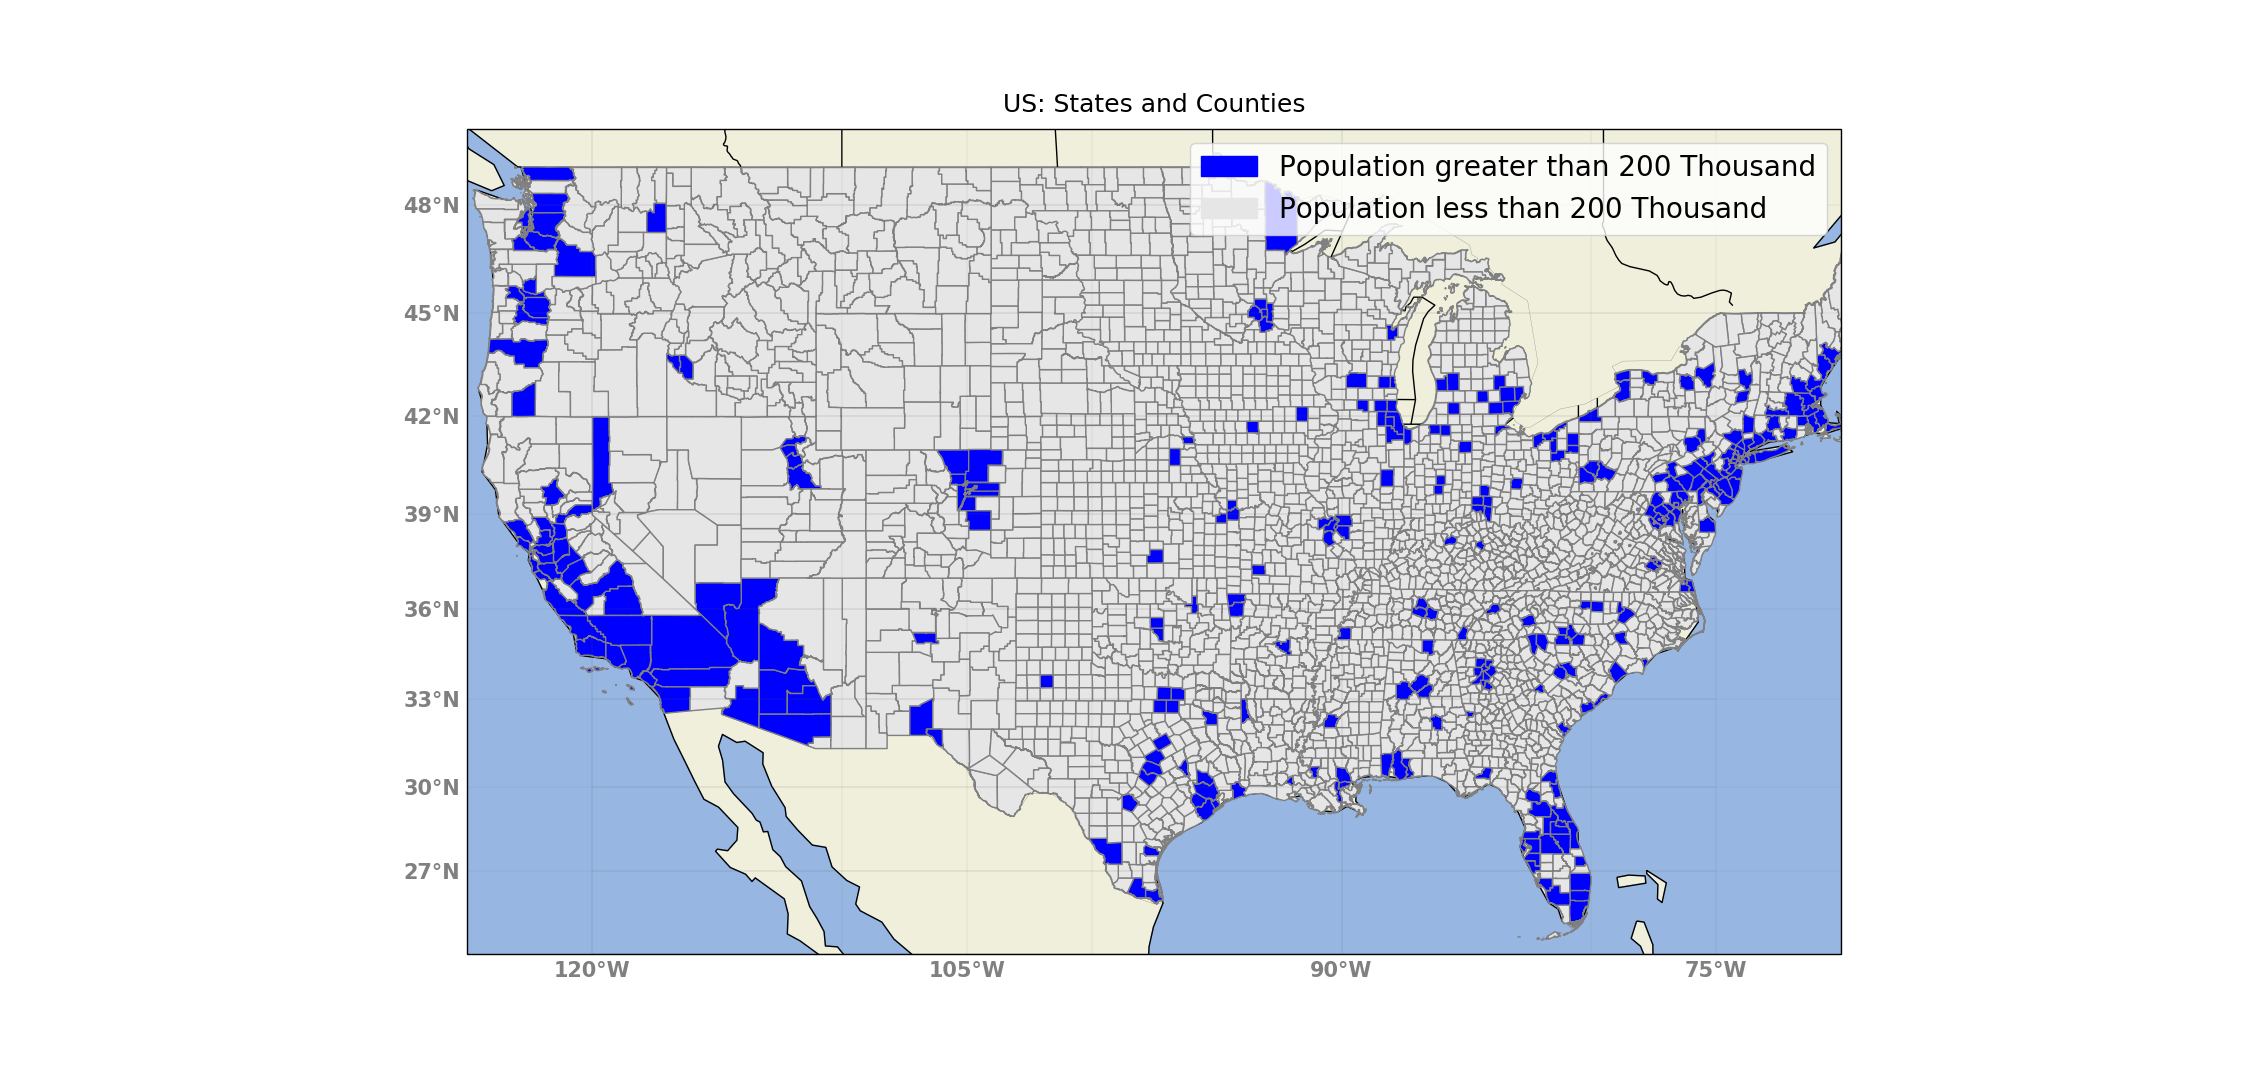 US: States and Counties
Population greater than 200 Thousand
Population less than 200 Thousand
48°N
45°N
42°N
39°N
36°N
33°N
30°N
27°N
120°W
105°W
90°W
75°W